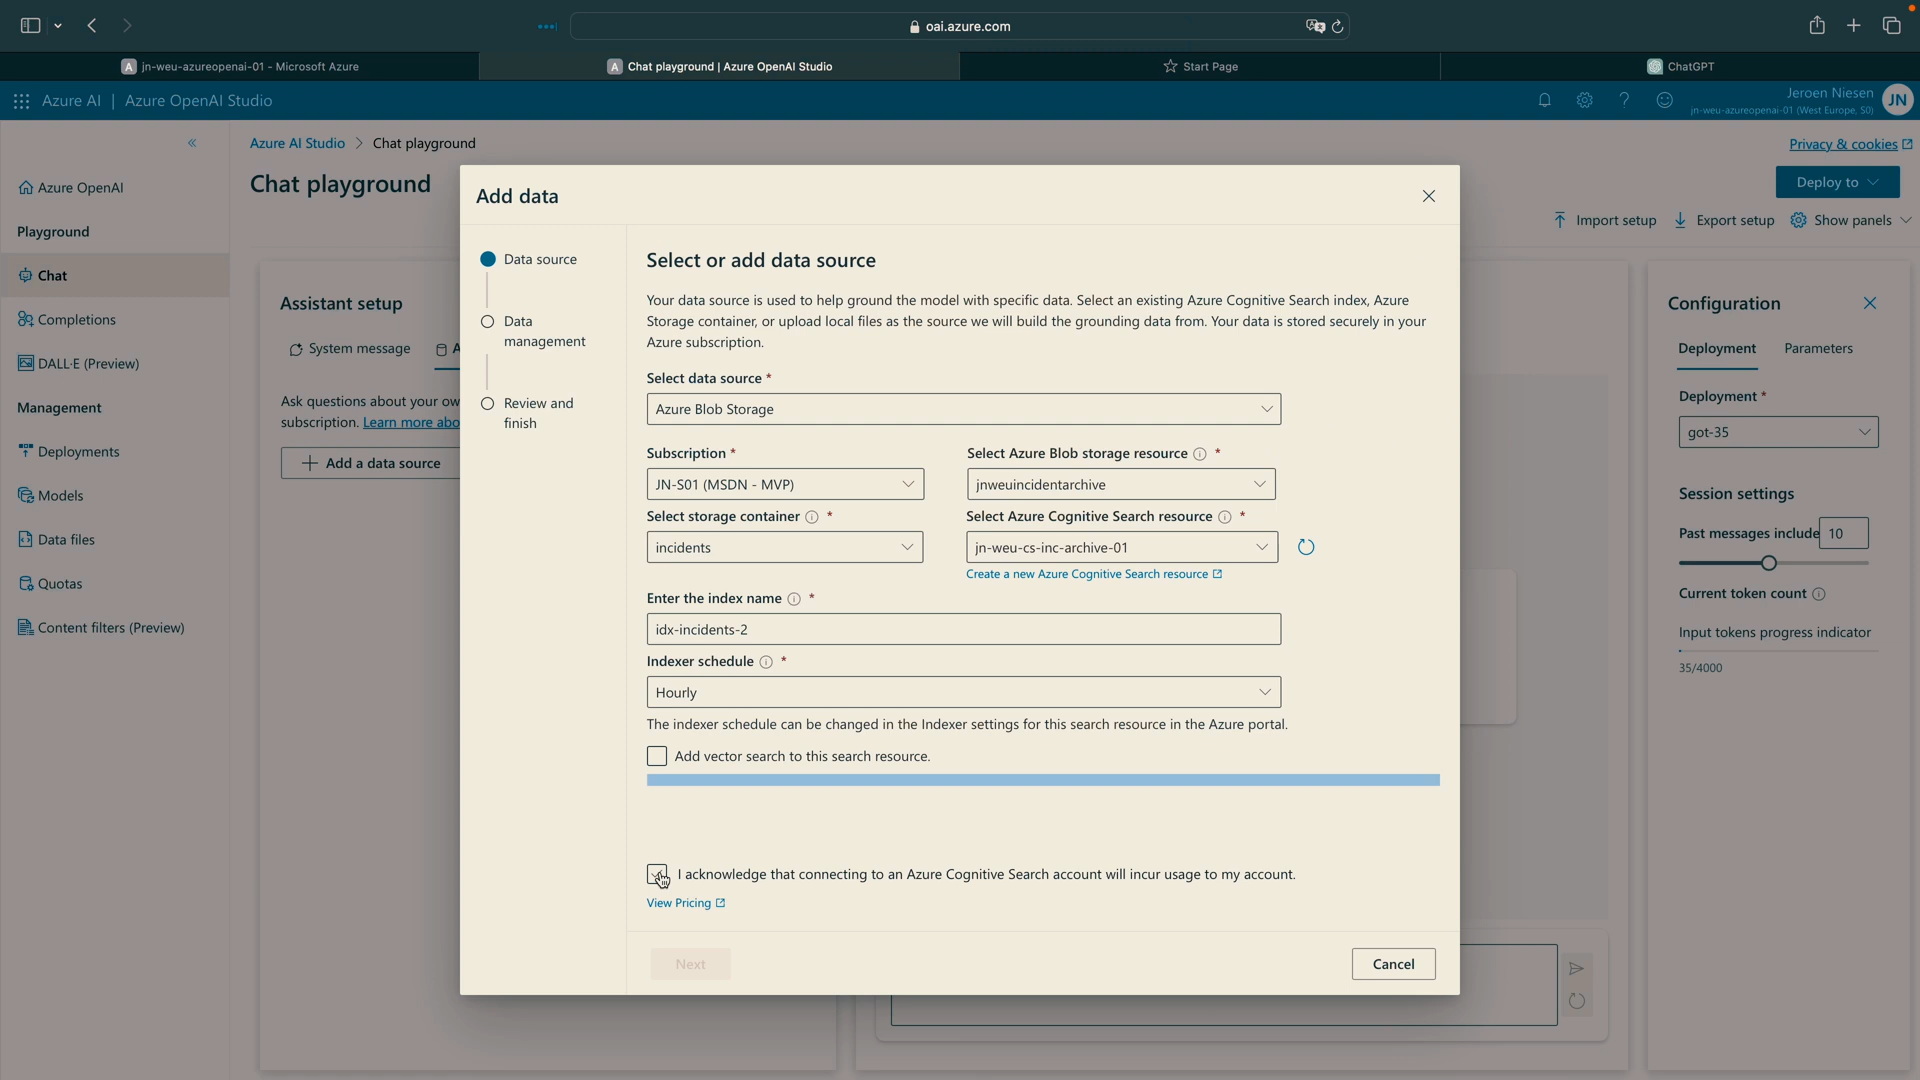 oai.azure.com
jn-weu-azureopenai-01 - Microsoft Azure
Chat playground | Azure OpenAI Studio
Start Page
ChatGPT
Azure AI | Azure OpenAI Studio
Jeroen Niesen
jn-weu-azureopenai-01 (West Europe, S0)
JN
Azure AI Studio > Chat playground
Privacy & cookies
Chat playground
Deploy to
Import setup
Export setup
Show panels
Azure OpenAI
Playground
Chat
Completions
DALL·E (Preview)
Management
Deployments
Models
Data files
Quotas
Content filters (Preview)
Assistant setup
System message
A
Ask questions about your ow
subscription. Learn more abo
Add a data source
Add data
Data source
Data
management
Review and
finish
Select or add data source
Your data source is used to help ground the model with specific data. Select an existing Azure Cognitive Search index, Azure
Storage container, or upload local files as the source we will build the grounding data from. Your data is stored securely in your
Azure subscription.
Select data source *
Azure Blob Storage
Subscription *
Select Azure Blob storage resource *
JN-S01 (MSDN - MVP)
jnweuincidentarchive
Select storage container *
Select Azure Cognitive Search resource *
incidents
jn-weu-cs-inc-archive-01
Create a new Azure Cognitive Search resource
Enter the index name *
idx-incidents-2
Indexer schedule *
Hourly
The indexer schedule can be changed in the Indexer settings for this search resource in the Azure portal.
Add vector search to this search resource.
I acknowledge that connecting to an Azure Cognitive Search account will incur usage to my account.
View Pricing
Next
Cancel
Configuration
Deployment
Parameters
Deployment *
got-35
Session settings
Past messages include
10
Current token count
Input tokens progress indicator
35/4000